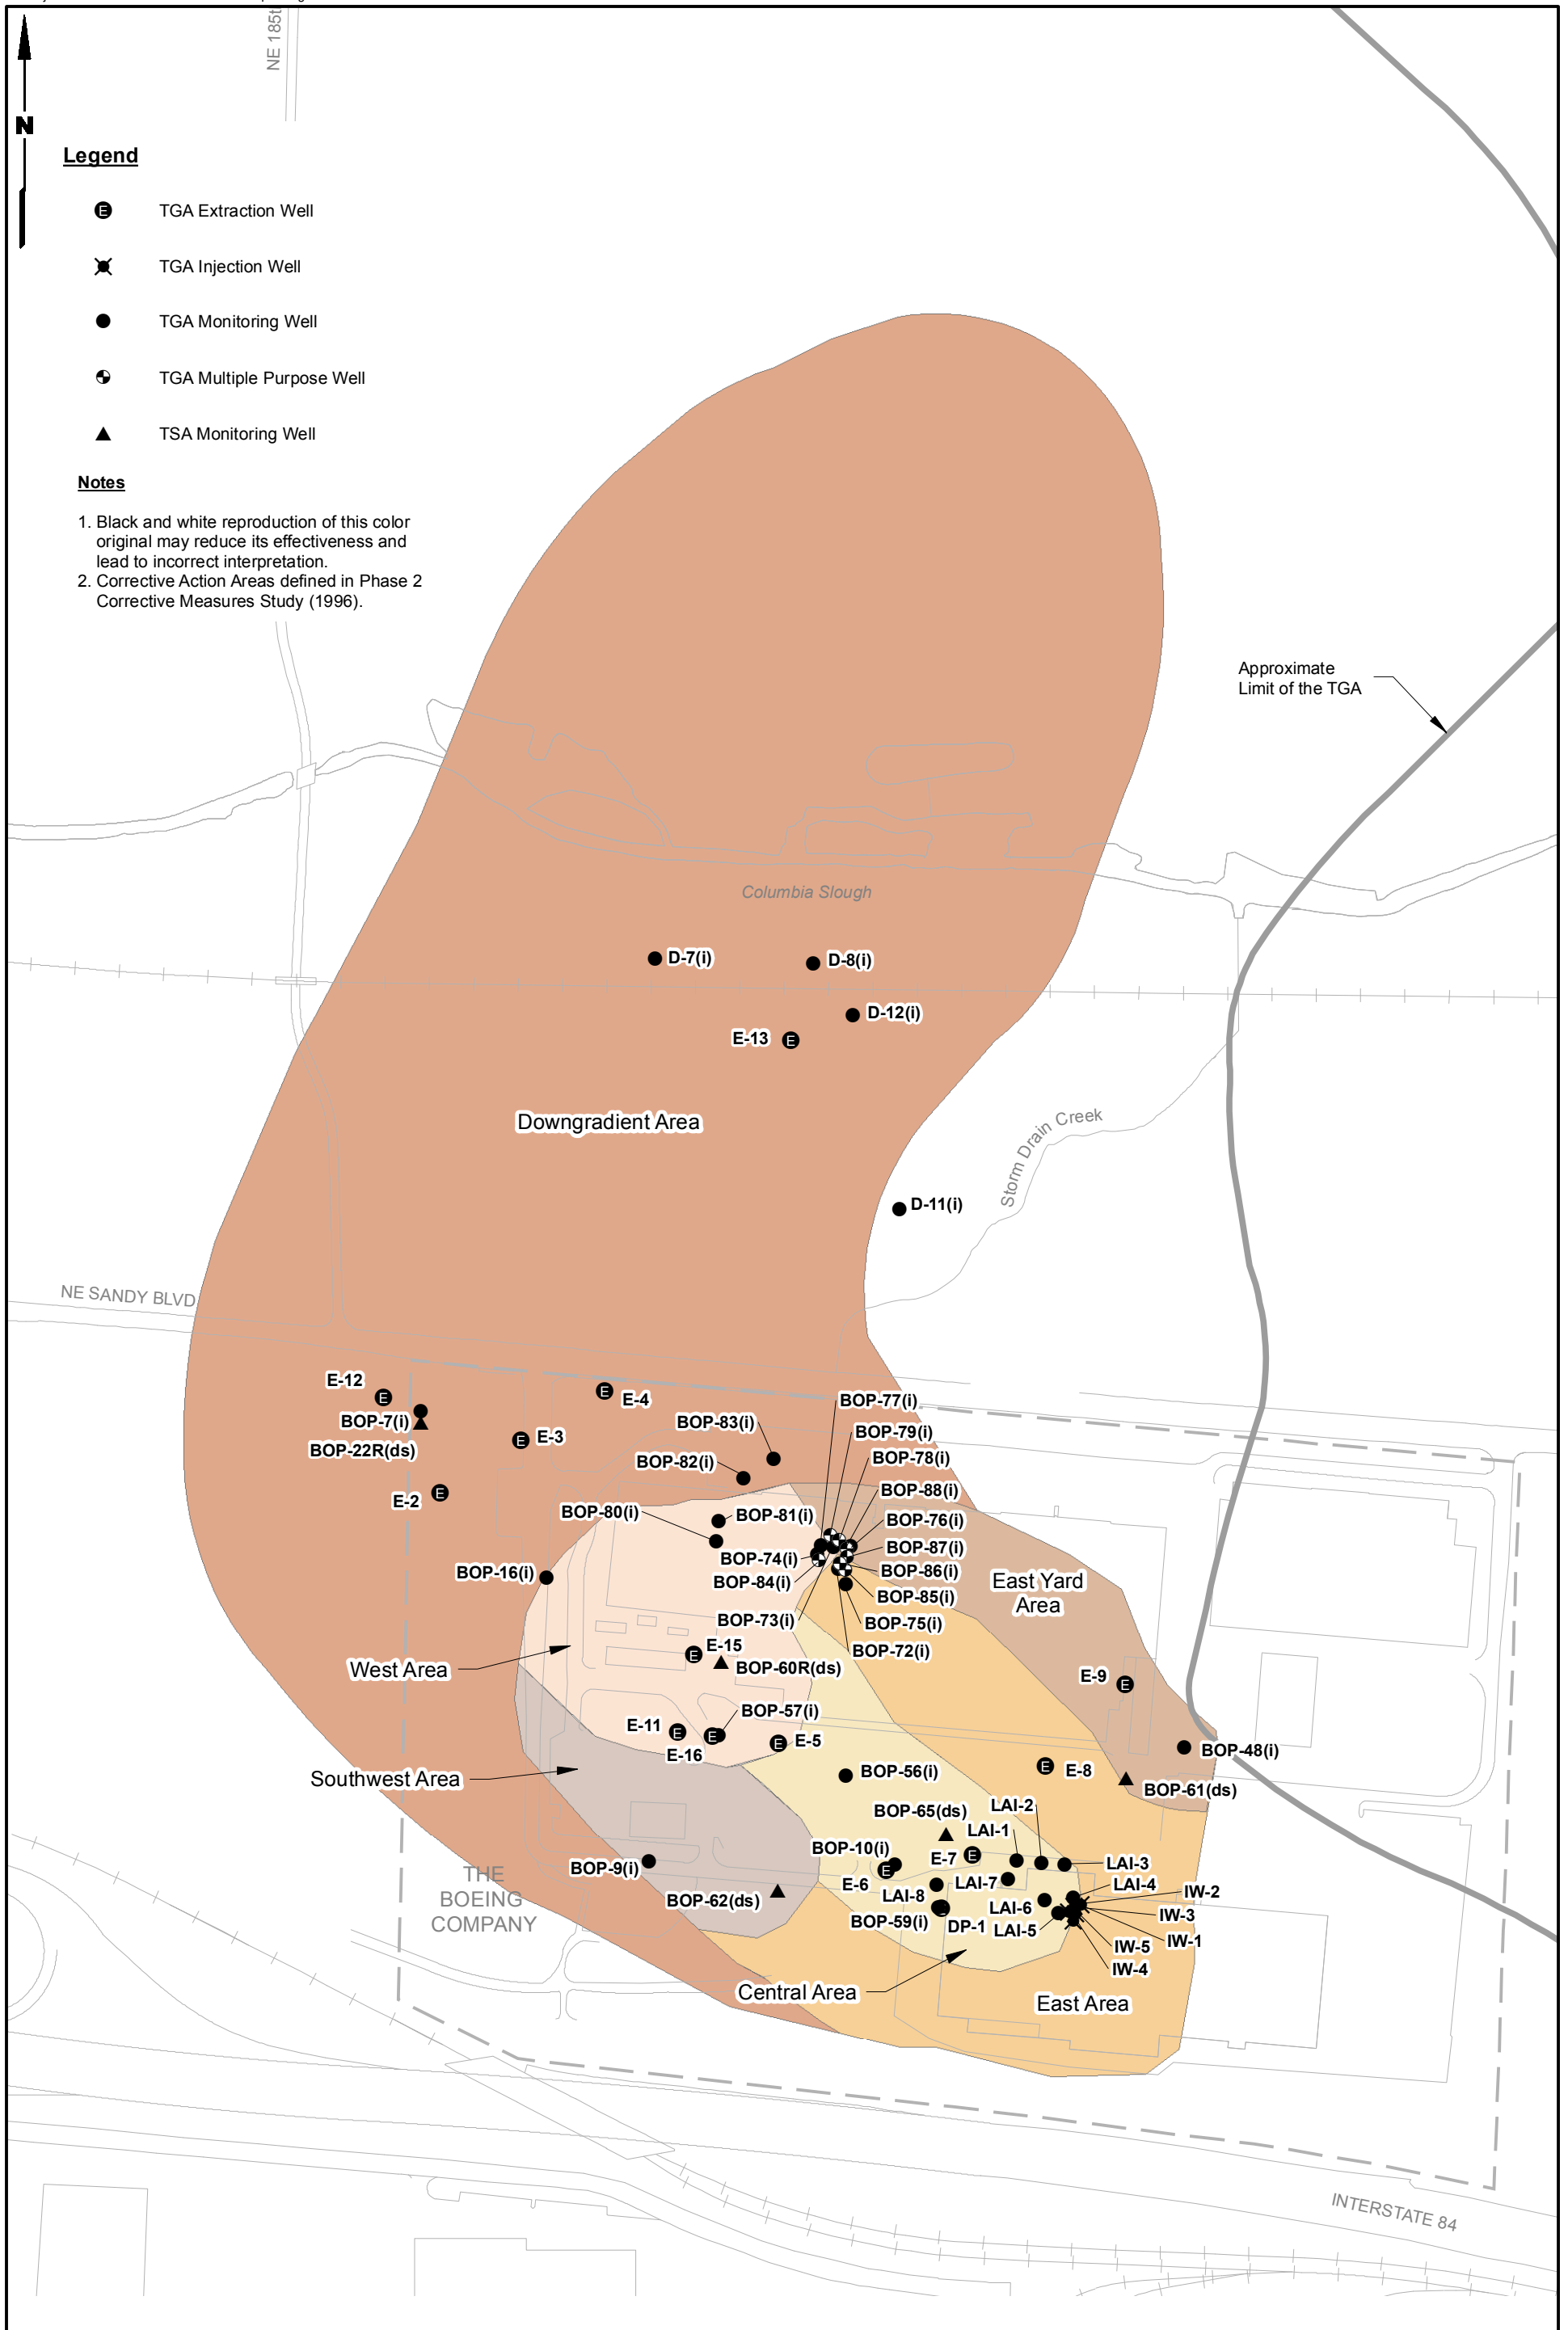 NE 185t
N
Legend
E TGA Extraction Well
TGA Injection Well
TGA Monitoring Well
TGA Multiple Purpose Well
TSA Monitoring Well
Notes
1. Black and white reproduction of this color
original may reduce its effectiveness and
lead to incorrect interpretation.
2. Corrective Action Areas defined in Phase 2
Corrective Measures Study (1996).
Approximate
Limit of the TGA
Columbia Slough
D-7(i)
D-8(i)
D-12(i)
E-13 E
Downgradient Area
Storm Drain Creek
D-11(i)
NE SANDY BLVD
E-12 E
E E-4
BOP-7(i)
BOP-22R(ds)
E E-3
E-2 E
BOP-77(i)
BOP-83(i)
BOP-79(i)
BOP-82(i)
BOP-78(i)
BOP-88(i)
BOP-80(i)
BOP-81(i)
BOP-76(i)
BOP-74(i)
BOP-87(i)
BOP-16(i)
BOP-84(i)
BOP-86(i)
BOP-85(i)
East Yard
Area
BOP-73(i)
BOP-75(i)
BOP-72(i)
E E-15
West Area
BOP-60R(ds)
E-9 E
BOP-57(i)
E-11 E
E-16 E
E E-5
BOP-48(i)
E E-8
Southwest Area
BOP-56(i)
BOP-61(ds)
BOP-65(ds)
LAI-2
LAI-1
BOP-10(i)
E-7 E
LAI-3
BOP-9(i)
THE
BOEING
COMPANY
E-6 E
LAI-7
LAI-4
LAI-8
IW-2
BOP-62(ds)
LAI-6
IW-3
BOP-59(i)
DP-1
LAI-5
IW-1
IW-5
IW-4
Central Area
East Area
INTERSTATE 84